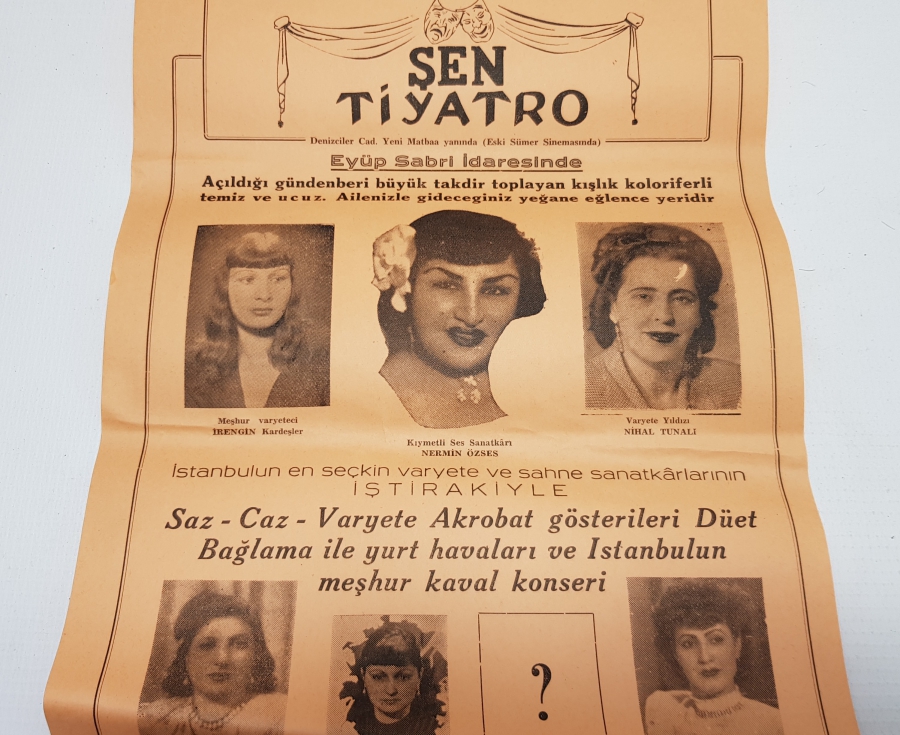 ŞEN
TİYATRO
Denizciler Cad. Yeni Matbaa yanında (Eski Sümer Sinemasında)
Eyüp Sabri İdaresinde
Açıldığı gündenberi büyük takdir toplayan kışlık koloriferli
temiz ve ucuz. Ailenizle gideceginiz yeğane eğlence yeridir
Meşhur varyeteci
İRENGİN Kardeşler
Kıymetli Ses Sanatkârı
NERMİN ÖZSES
Varyete Yıldızı
NİHAL TUNALİ
İstanbulun en seçkin varyete ve sahne sanatkârlarının
İŞTİRAKİYLE
Saz - Caz - Varyete Akrobat gösterileri Düet
Bağlama ile yurt havaları ve Istanbulun
meşhur kaval konseri
?